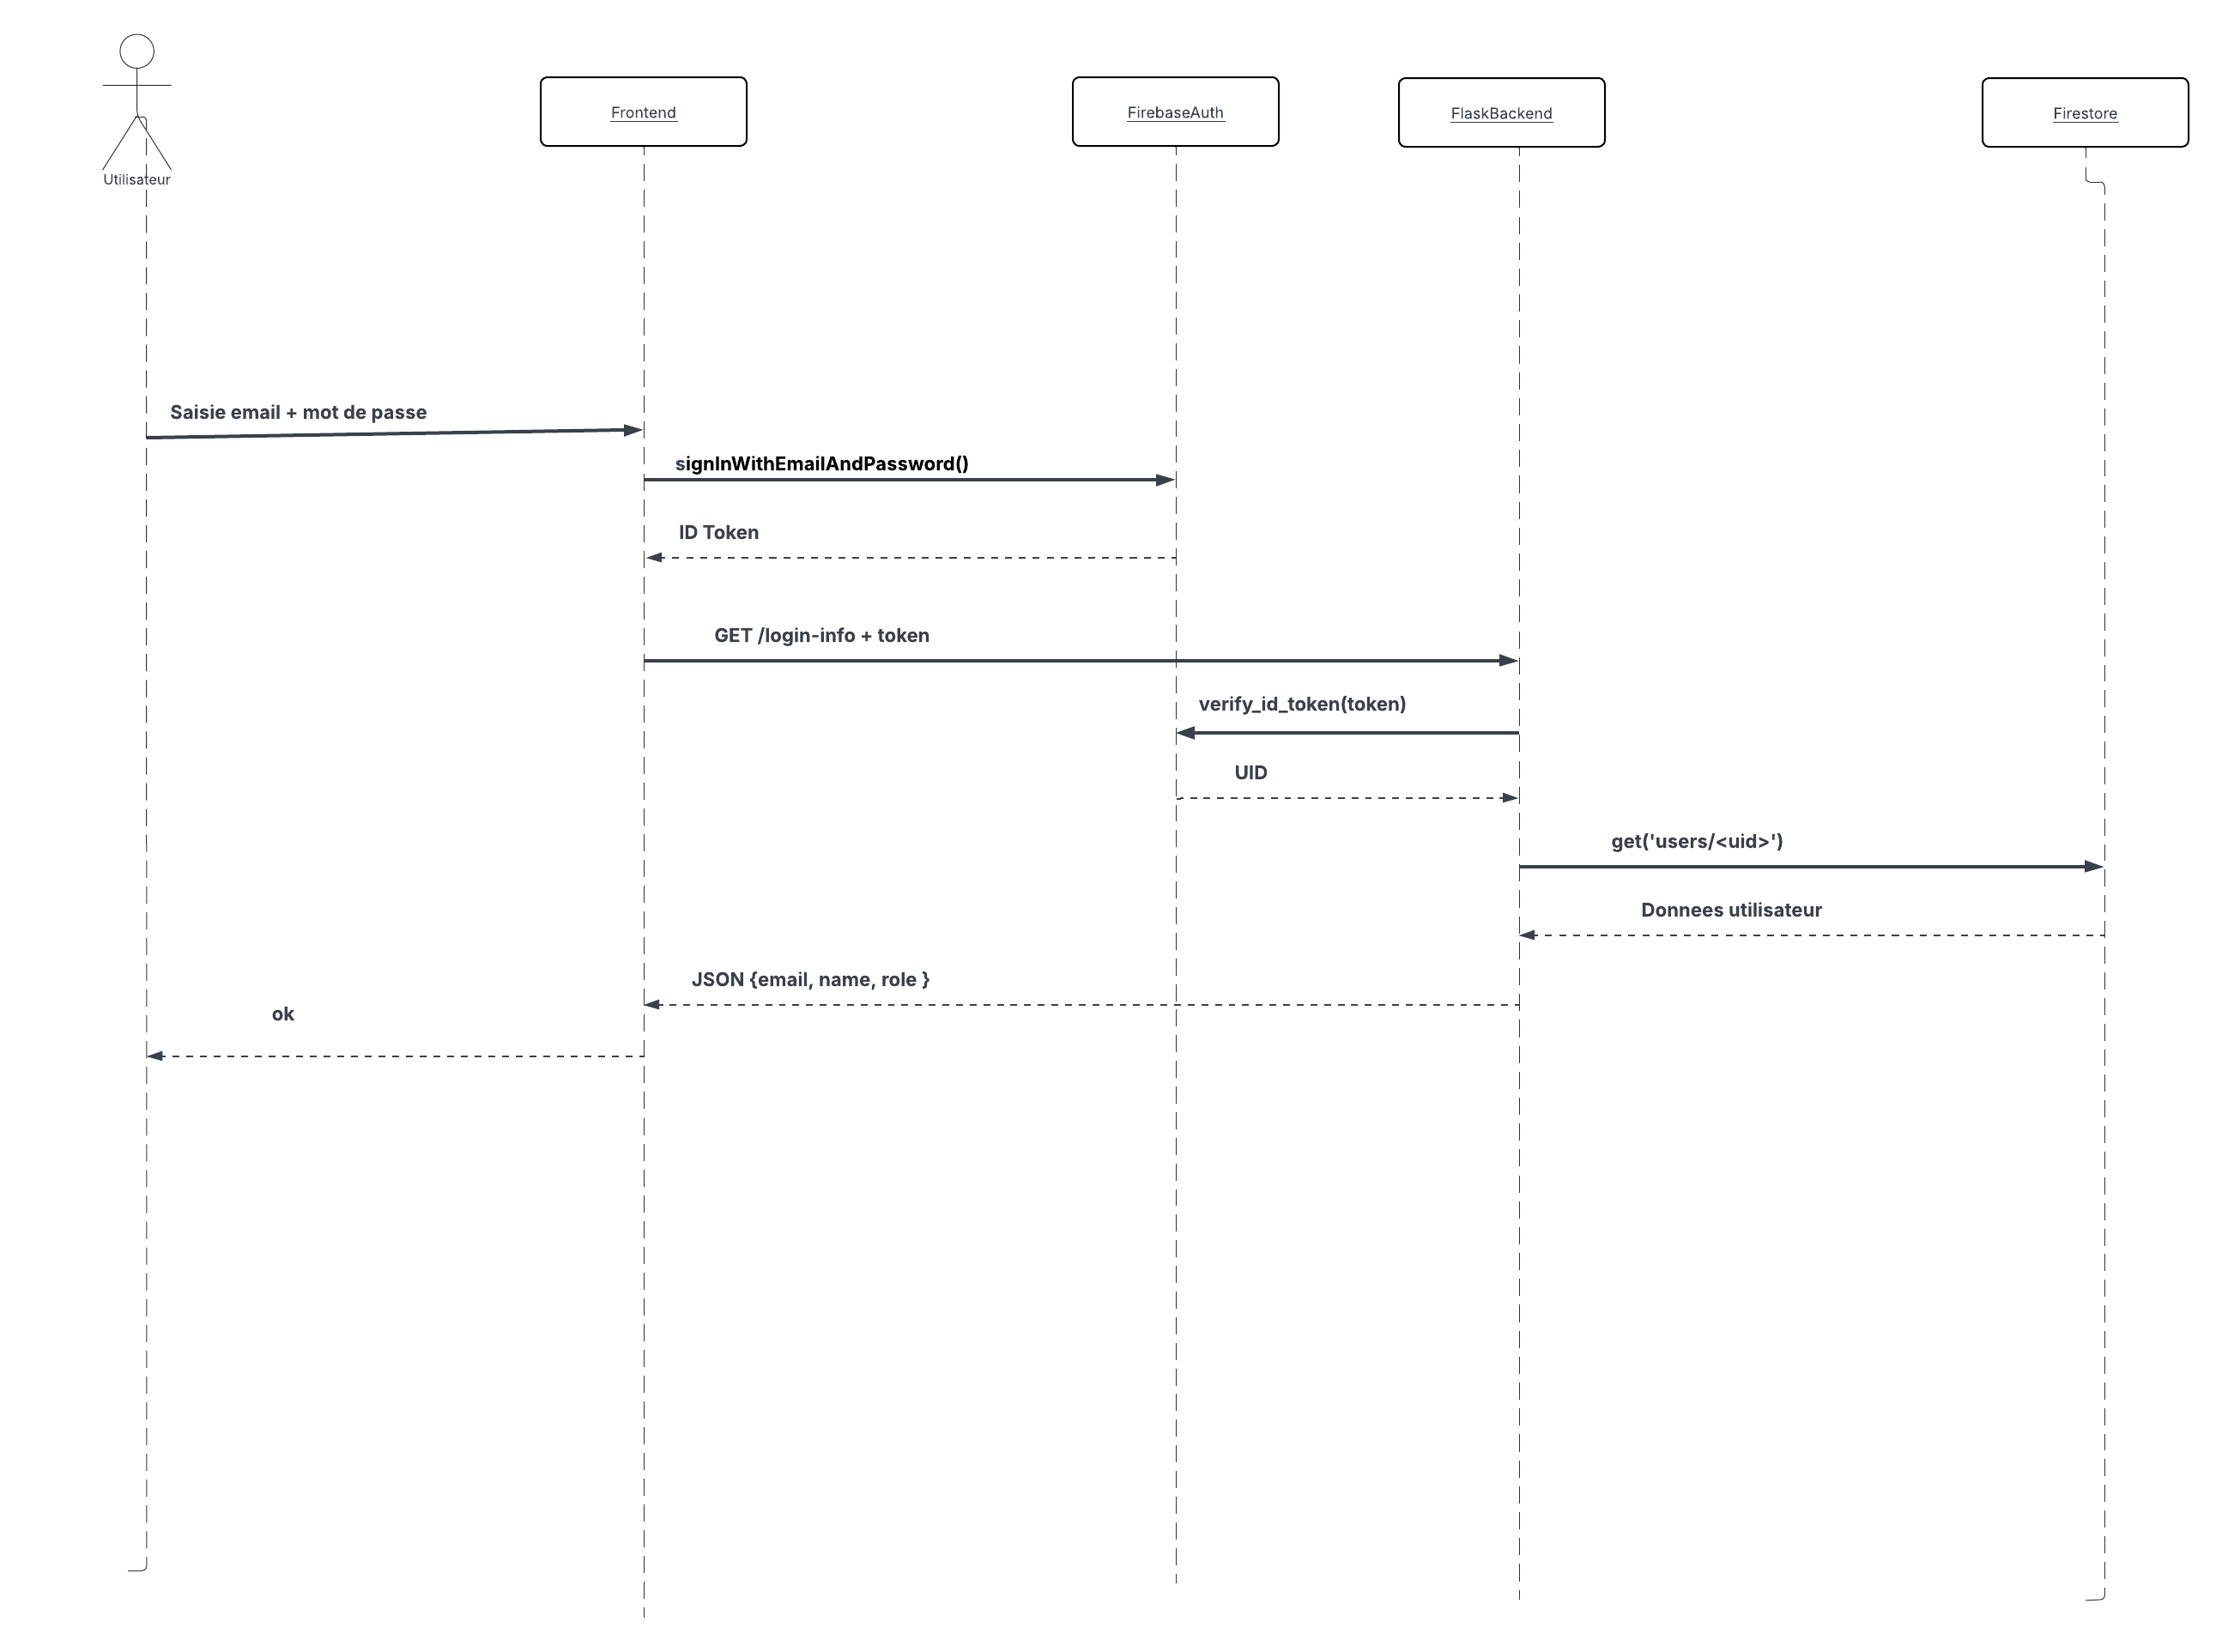 Frontend
FirebaseAuth
FlaskBackend
Firestore
Utilisateur
Saisie email + mot de passe
signInWithEmailAndPassword()
ID Token
GET /login-info + token
verify_id_token(token)
UID
get('users/<uid>')
Donnees utilisateur
JSON {email, name, role }
ok